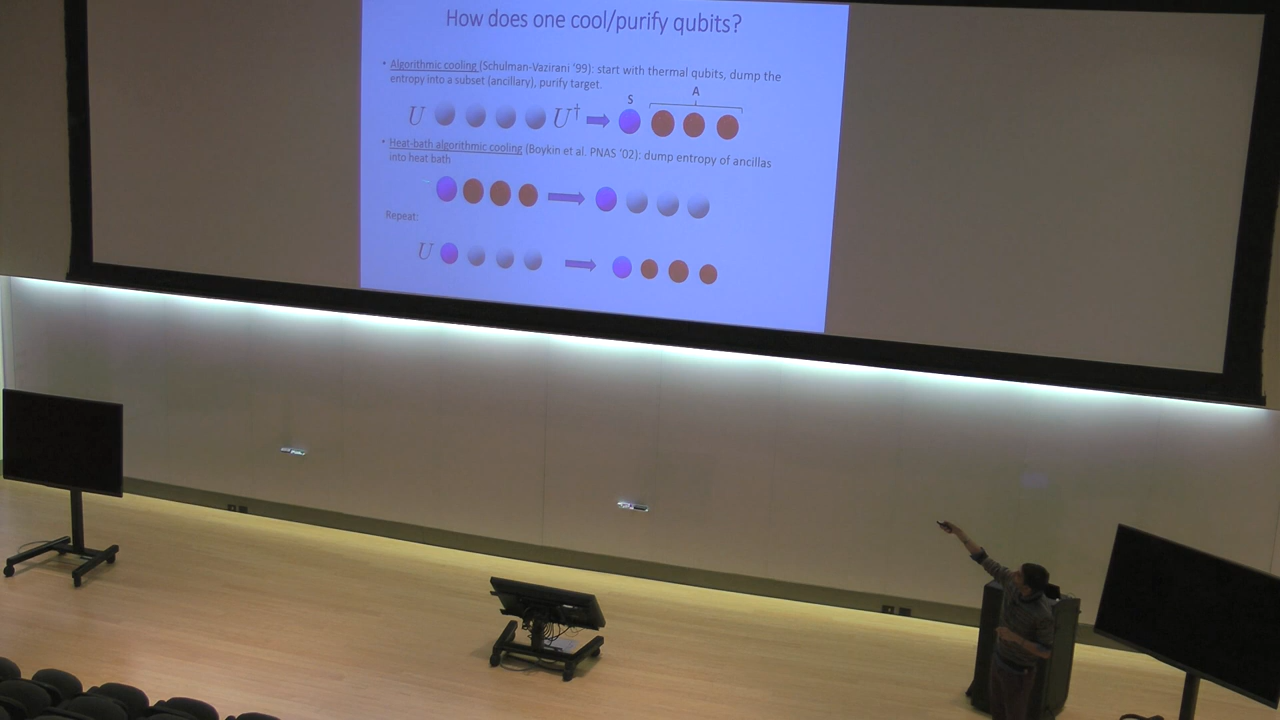 How does one cool/purify qubits?
• Algorithmic cooling (Schulman-Vazirani '99): start with thermal qubits, dump the
entropy into a subset (ancillary), purify target.
S A
U U† 
• Heat-bath algorithmic cooling (Boykin et al. PNAS '02): dump entropy of ancillas
into heat bath
Repeat:
U